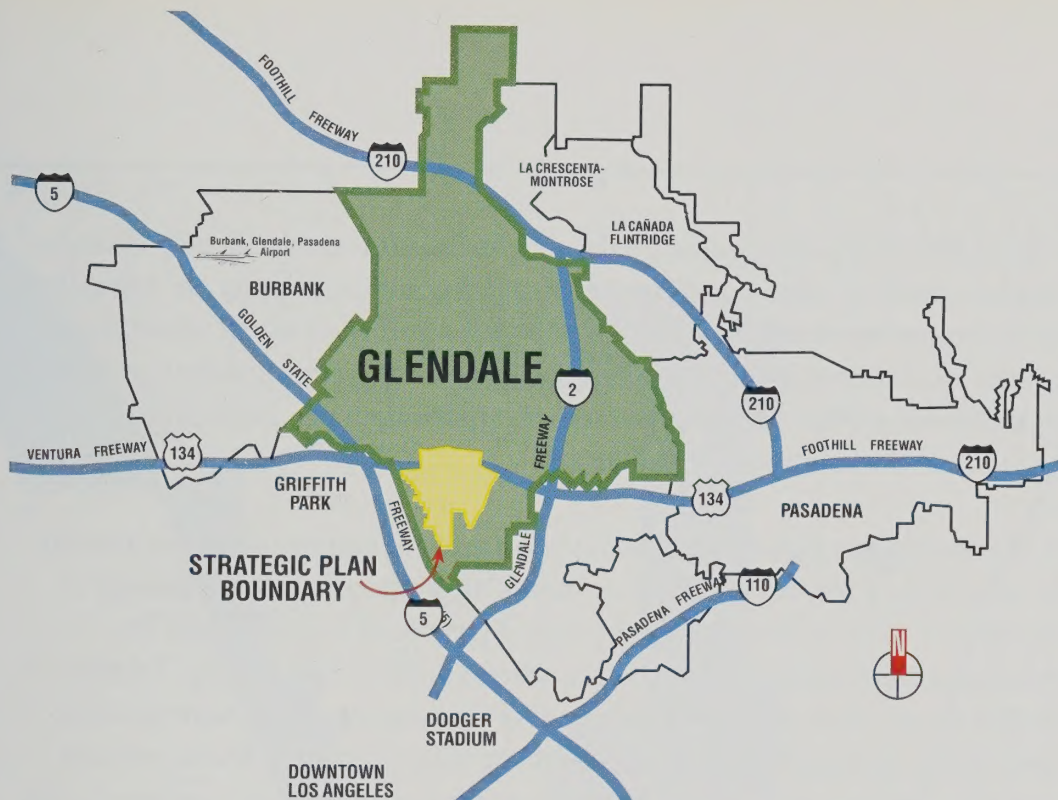 FOOTHILL FREEWAY
210
5
LA CRESCENTA-
MONTROSE
LA CAÑADA
FLINTRIDGE
Burbank, Glendale, Pasadena
Airport
BURBANK
GOLDEN STATE
GLENDALE
2
210
VENTURA FREEWAY
134
FOOTHILL FREEWAY
210
GRIFFITH
PARK
FREEWAY
FREEWAY
134
PASADENA
STRATEGIC PLAN
BOUNDARY
GLENDALE
110
PASADENA FREEWAY
5
(5)
N
DODGER
STADIUM
DOWNTOWN
LOS ANGELES